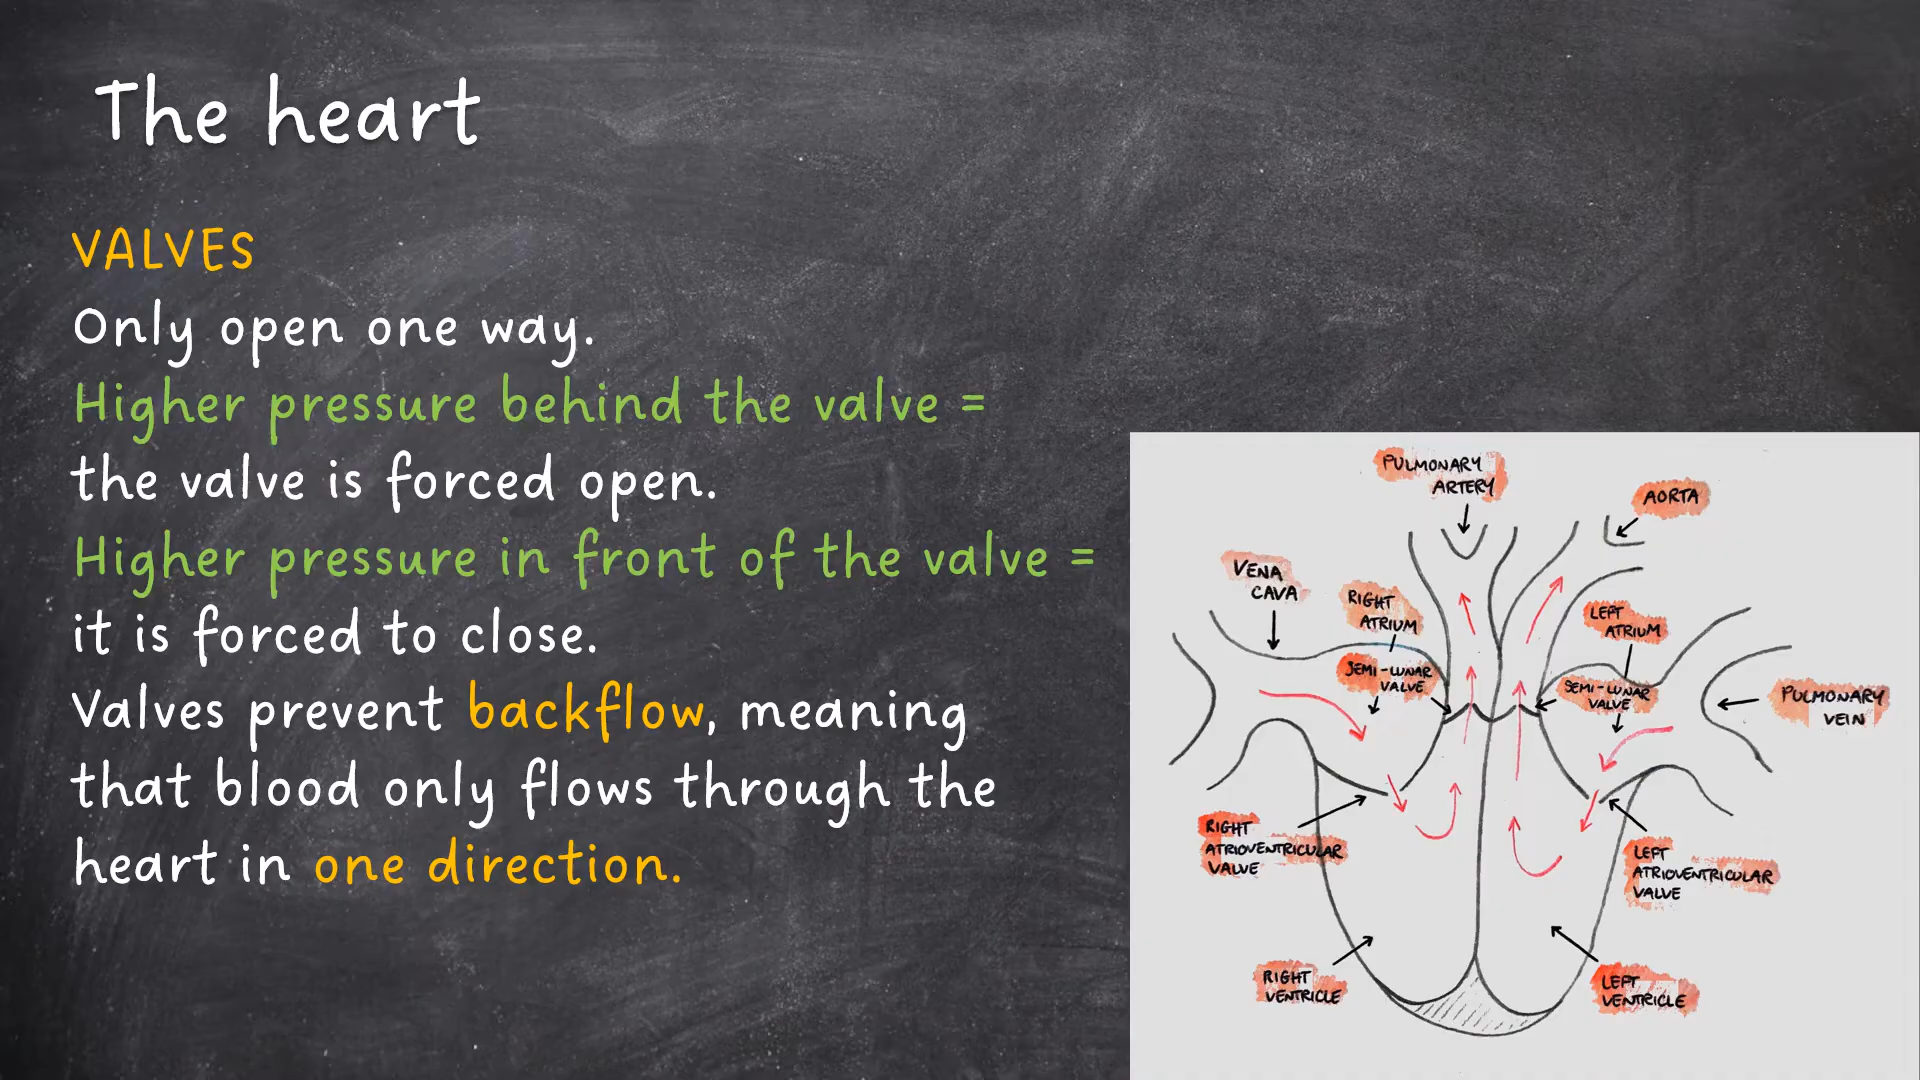 The heart
VALVES
Only open one way.
Higher pressure behind the valve =
the valve is forced open.
Higher pressure in front of the valve =
it is forced to close.
Valves prevent backflow, meaning
that blood only flows through the
heart in one direction.
PULMONARY
ARTERY
AORTA
VENA
CAVA
RIGHT
ATRIUM
LEFT
ATRIUM
SEMI-LUNAR
VALVE
SEMI-LUNAR
VALVE
PULMONARY
VEIN
RIGHT
ATRIOVENTRICULAR
VALVE
LEFT
ATRIOVENTRICULAR
VALVE
RIGHT
VENTRICLE
LEFT
VENTRICLE